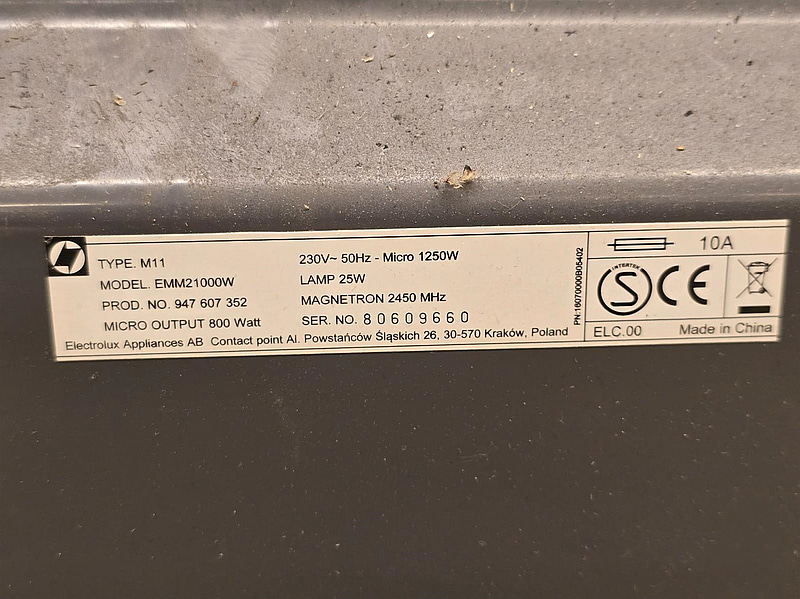 TYPE. M11
MODEL. EMM21000W
PROD. NO. 947 607 352
MICRO OUTPUT 800 Watt
230V~ 50Hz - Micro 1250W
LAMP 25W
MAGNETRON 2450 MHz
SER. NO. 80609660
Electrolux Appliances AB Contact point Al. Powstańców Śląskich 26, 30-570 Kraków, Poland
PN:16070000B05402
10A
INTERTEK
S
CE
ELC.00
Made in China